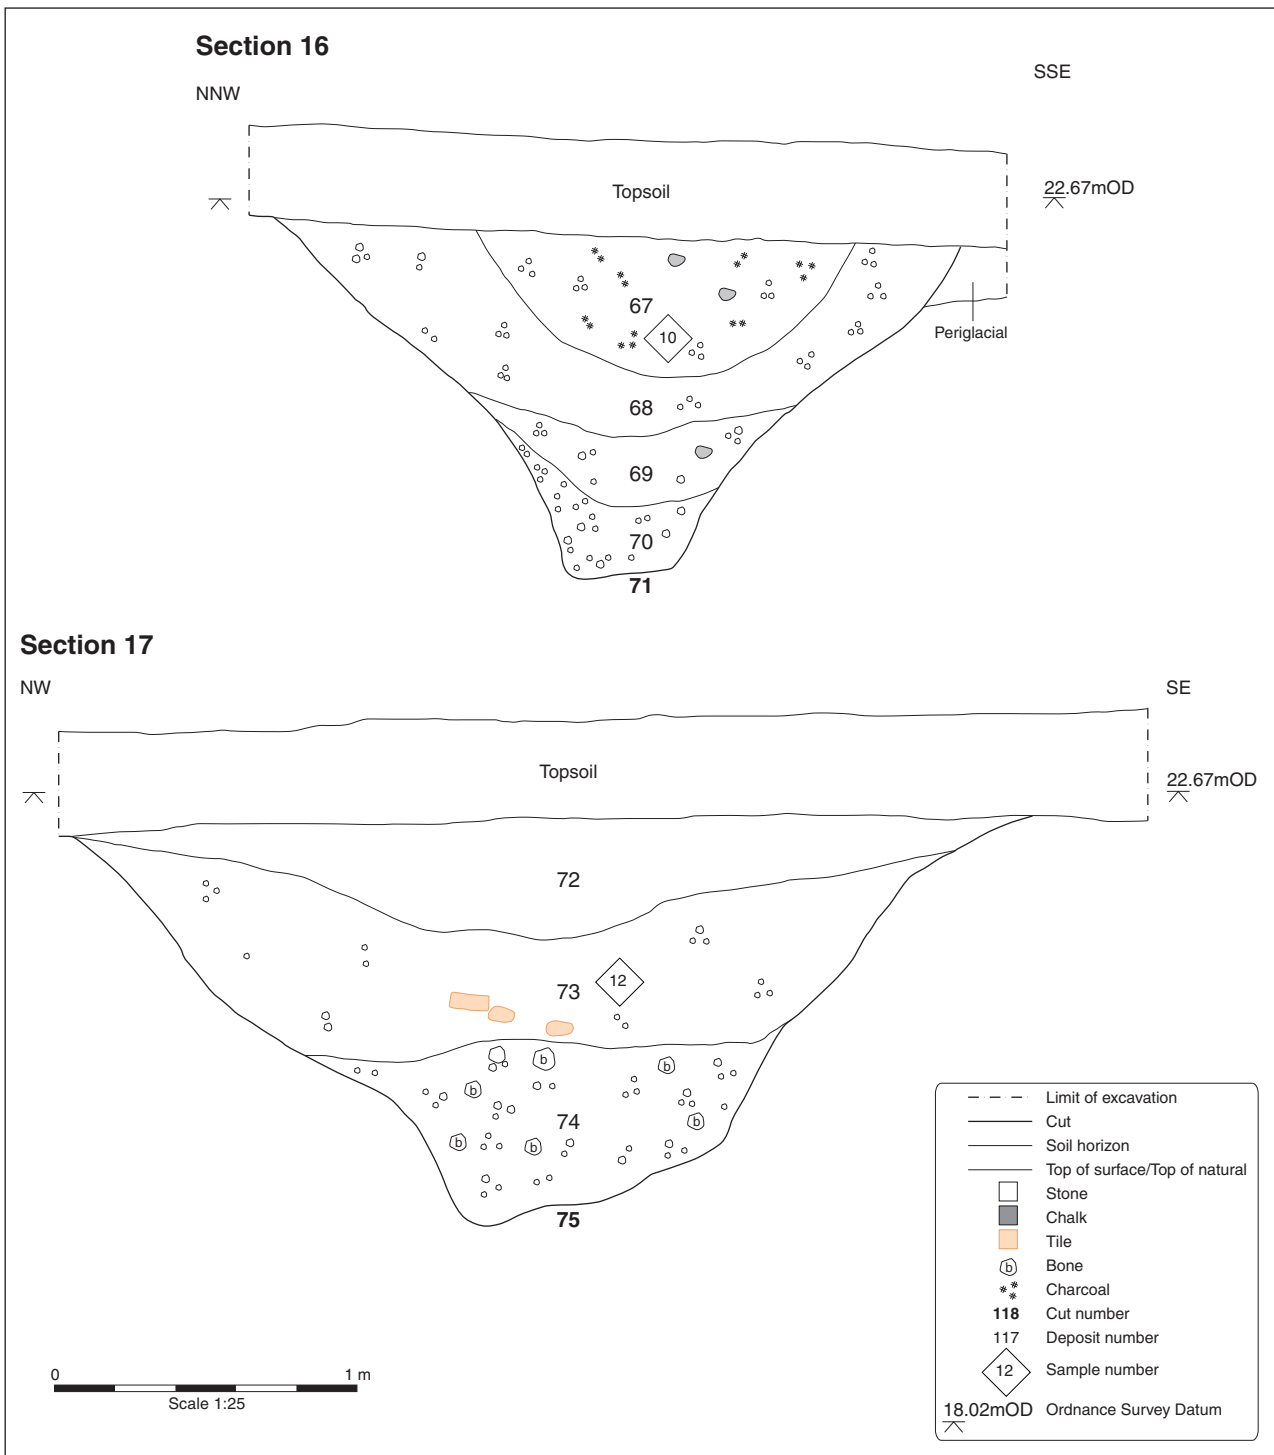 Section 16
SSE
NNW
Topsoil
22.67mOD
67
10
Periglacial
68
69
70
71
Section 17
NW
SE
Topsoil
22.67mOD
72
73
12
b
b
b
74
b
b
b
75
Limit of excavation
Cut
Soil horizon
Top of surface/Top of natural
Stone
Chalk
Tile
b Bone
Charcoal
118 Cut number
117 Deposit number
12 Sample number
18.02mOD Ordnance Survey Datum
0 1 m
Scale 1:25